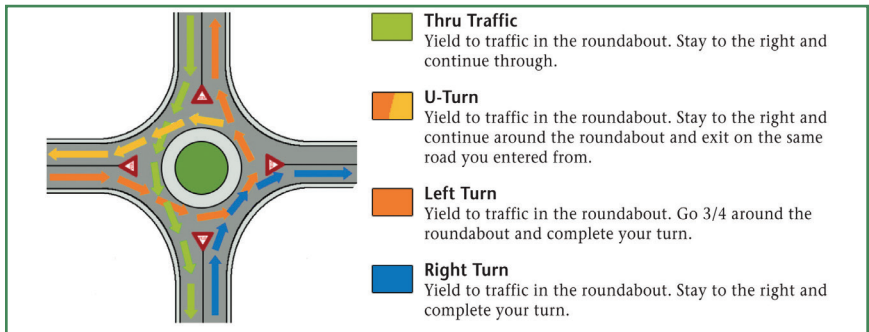 Thru Traffic
Yield to traffic in the roundabout. Stay to the right and
continue through.
U-Turn
Yield to traffic in the roundabout. Stay to the right and
continue around the roundabout and exit on the same
road you entered from.
Left Turn
Yield to traffic in the roundabout. Go 3/4 around the
roundabout and complete your turn.
Right Turn
Yield to traffic in the roundabout. Stay to the right and
complete your turn.